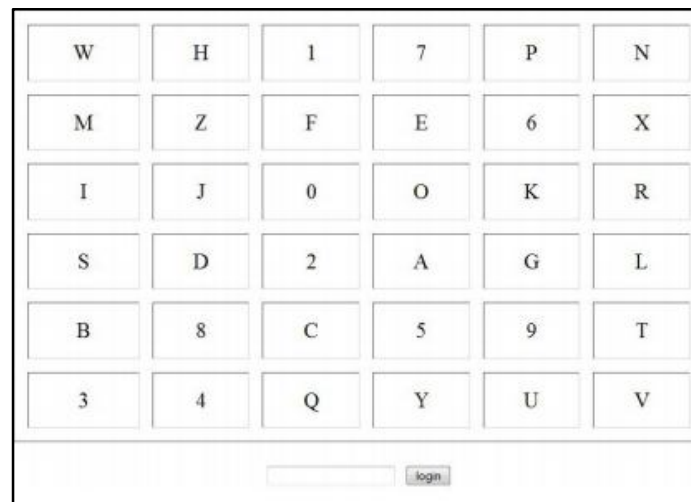 W H 1 7 P N
M Z F E 6 X
I J 0 O K R
S D 2 A G L
B 8 C 5 9 T
3 4 Q Y U V
login